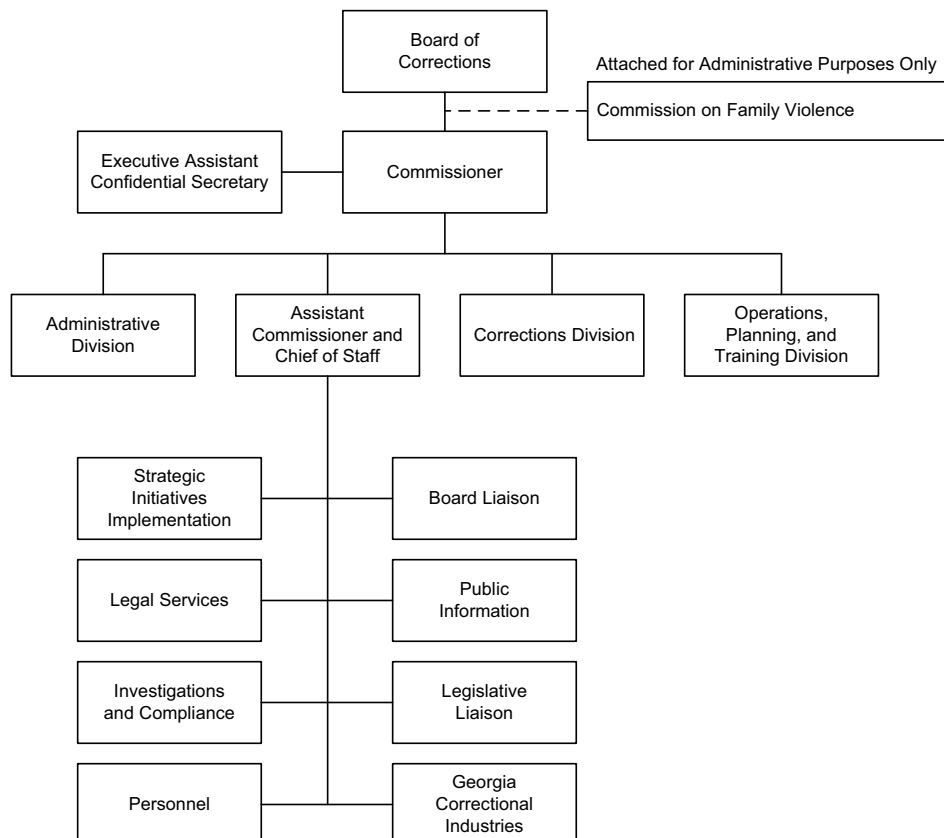 Board of
Corrections
Attached for Administrative Purposes Only
Commission on Family Violence
Executive Assistant
Confidential Secretary
Commissioner
Administrative
Division
Assistant
Commissioner and
Chief of Staff
Corrections Division
Operations,
Planning, and
Training Division
Strategic
Initiatives
Implementation
Board Liaison
Legal Services
Public
Information
Investigations
and Compliance
Legislative
Liaison
Personnel
Georgia
Correctional
Industries